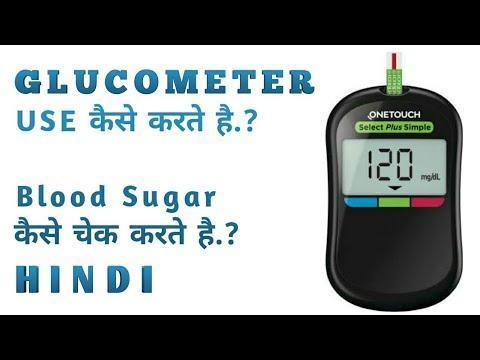 GLUCOMETER
USE कैसे करते है.?
Blood Sugar
कैसे चेक करते है.?
HINDI
ONETOUCH
Select Plus Simple
120
mg/dL